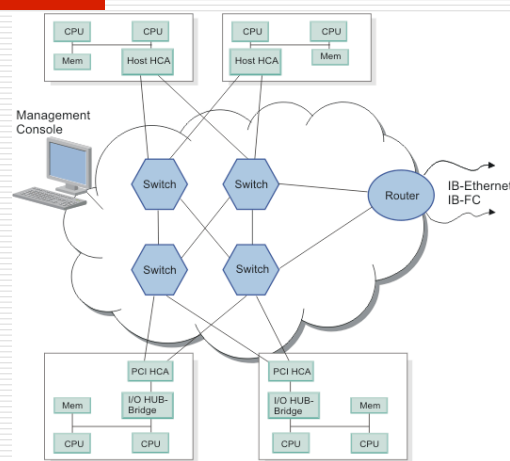 CPU
CPU
Mem
Host HCA
CPU
CPU
Host HCA
Mem
Management
Console
Switch
Switch
Router
IB-Ethernet
IB-FC
Switch
Switch
PCI HCA
I/O HUB-
Bridge
Mem
CPU
CPU
PCI HCA
I/O HUB-
Bridge
Mem
CPU
CPU